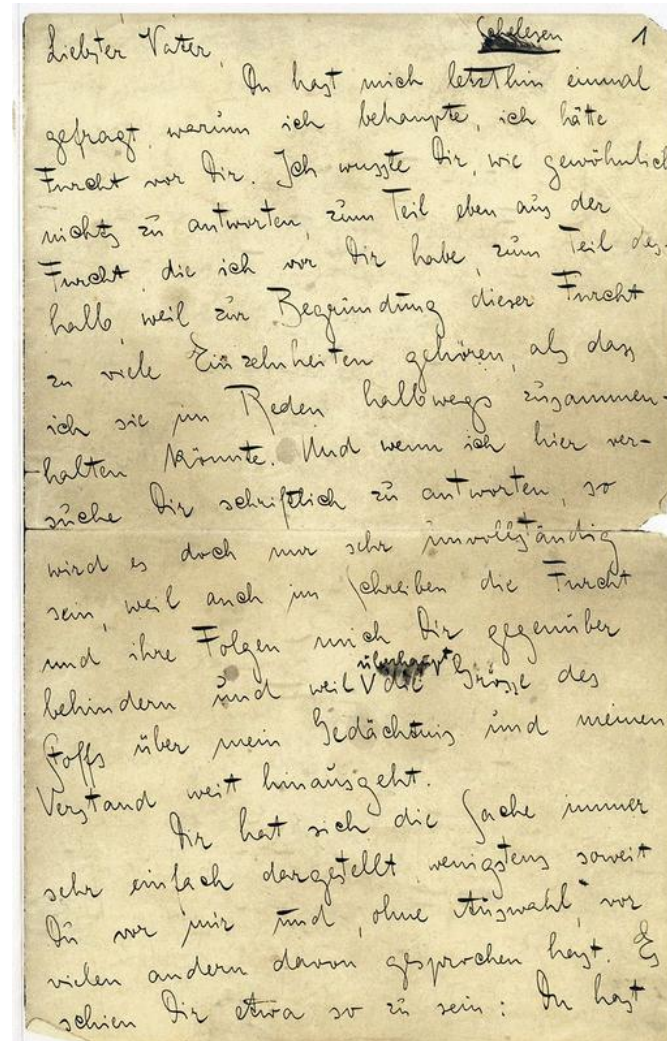 Schelesen 1
Liebster Vater,
Du hast mich letzthin einmal
gefragt, warum ich behaupte, ich hätte
Furcht vor Dir. Ich wusste Dir, wie gewöhnlich,
nichts zu antworten, zum Teil eben aus der
Furcht, die ich vor Dir habe, zum Teil des-
halb, weil zur Begründung dieser Furcht
zu viele Einzelnheiten gehören, als dass
ich sie im Reden halbwegs zusammen-
halten könnte. Und wenn ich hier ver-
suche Dir schriftlich zu antworten, so
wird es doch nur sehr unvollständig
sein, weil auch im Schreiben die Furcht
und ihre Folgen mich Dir gegenüber
behindern und weil überhaupt die Grösse des
Stoffs über mein Gedächtnis und meinen
Verstand weit hinausgeht.
Dir hat sich die Sache immer
sehr einfach dargestellt, wenigstens soweit
Du vor mir und, ohne Auswahl, vor
vielen andern davon gesprochen hast. Es
schien Dir etwa so zu sein: Du hast